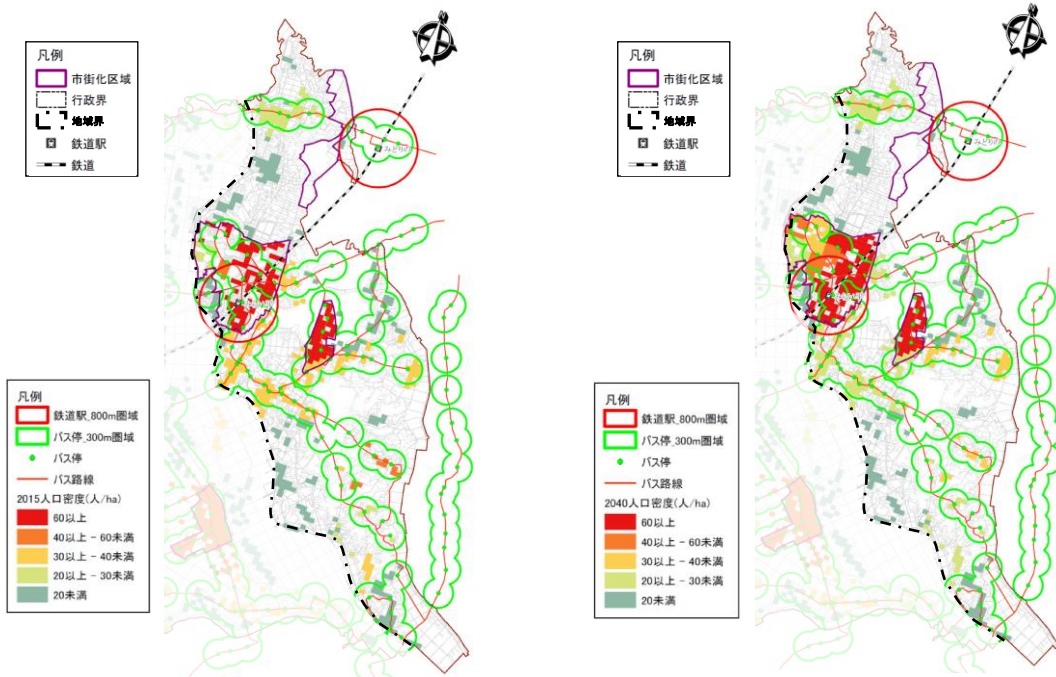 凡例
市街化区域
行政界
地域界
鉄道駅
鉄道
凡例
鉄道駅_800m圏域
バス停_300m圏域
バス停
バス路線
2015人口密度(人/ha)
60以上
40以上 - 60未満
30以上 - 40未満
20以上 - 30未満
20未満
凡例
市街化区域
行政界
地域界
鉄道駅
鉄道
凡例
鉄道駅_800m圏域
バス停_300m圏域
バス停
バス路線
2040人口密度(人/ha)
60以上
40以上 - 60未満
30以上 - 40未満
20以上 - 30未満
20未満